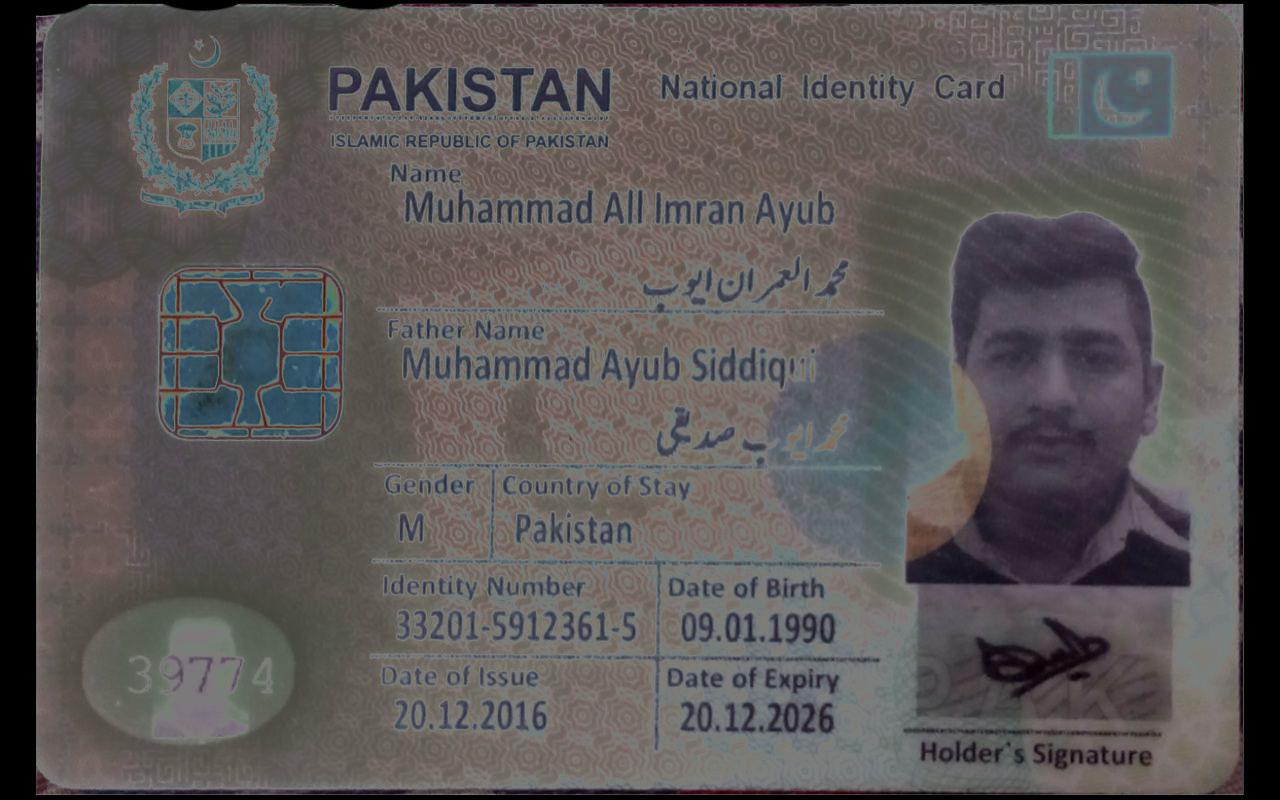 PAKISTAN National Identity Card
ISLAMIC REPUBLIC OF PAKISTAN
Name
Muhammad All Imran Ayub
محمد العمران ایوب
Father Name
Muhammad Ayub Siddiqui
محمد ایوب صدیقی
Gender Country of Stay
M Pakistan
Identity Number Date of Birth
33201-5912361-5 09.01.1990
39774
Date of Issue Date of Expiry
20.12.2016 20.12.2026
Holder's Signature